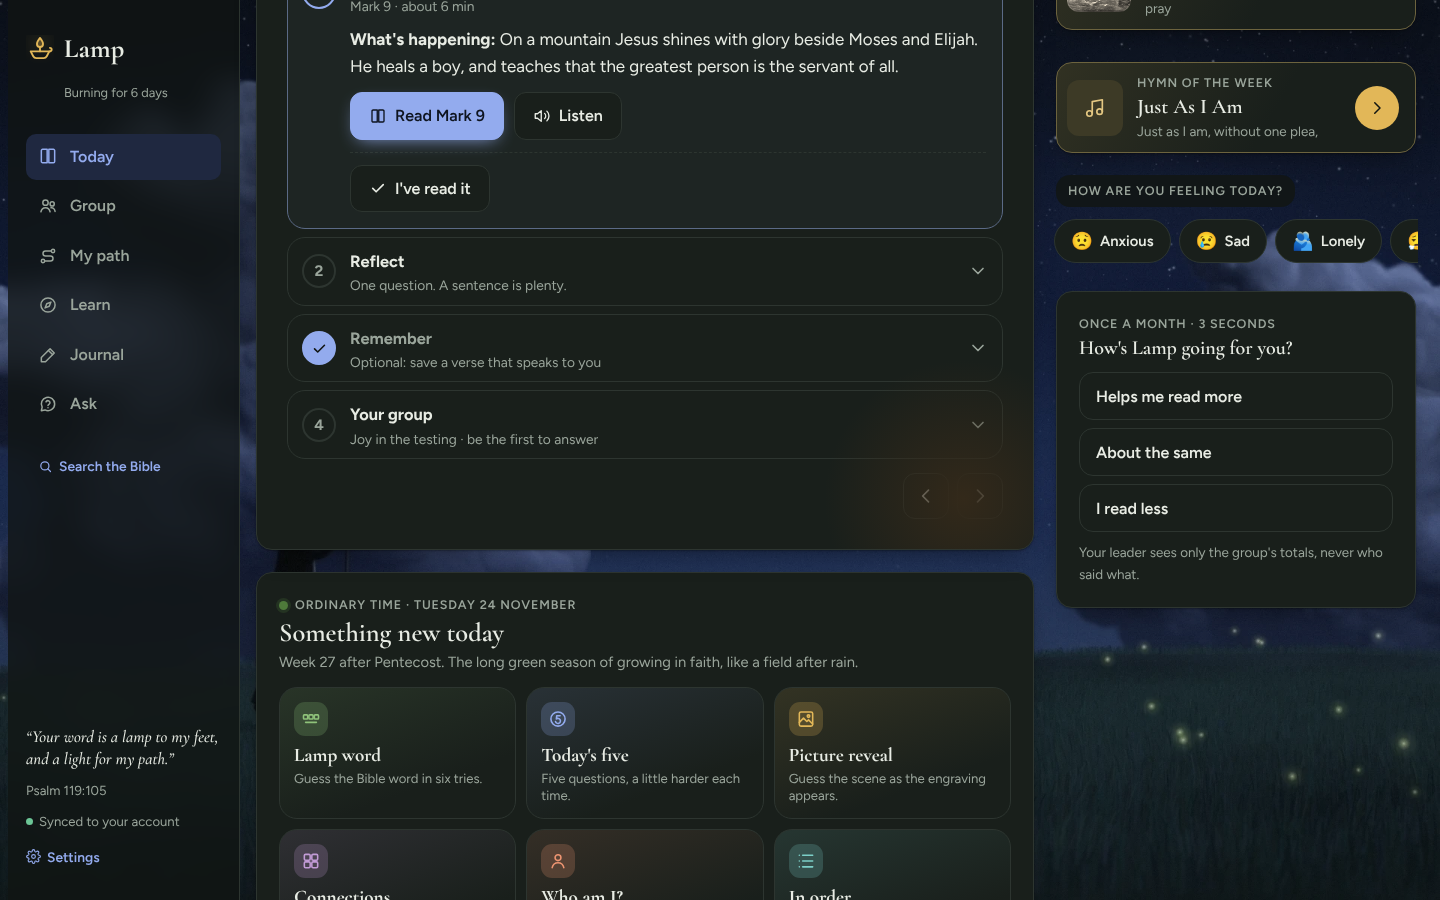 Lamp
Burning for 6 days
Today
Group
My path
Learn
Journal
Ask
Search the Bible
“Your word is a lamp to my feet,
and a light for my path.”
Psalm 119:105
Synced to your account
Settings
Mark 9 · about 6 min
What's happening: On a mountain Jesus shines with glory beside Moses and Elijah.
He heals a boy, and teaches that the greatest person is the servant of all.
Read Mark 9
Listen
I've read it
2
Reflect
One question. A sentence is plenty.
Remember
Optional: save a verse that speaks to you
4
Your group
Joy in the testing · be the first to answer
ORDINARY TIME · TUESDAY 24 NOVEMBER
Something new today
Week 27 after Pentecost. The long green season of growing in faith, like a field after rain.
Lamp word
Guess the Bible word in six tries.
5
Today's five
Five questions, a little harder each
time.
Picture reveal
Guess the scene as the engraving
appears.
Connections
Who am I?
In order
pray
HYMN OF THE WEEK
Just As I Am
Just as I am, without one plea,
HOW ARE YOU FEELING TODAY?
Anxious
Sad
Lonely
ONCE A MONTH · 3 SECONDS
How's Lamp going for you?
Helps me read more
About the same
I read less
Your leader sees only the group's totals, never who
said what.